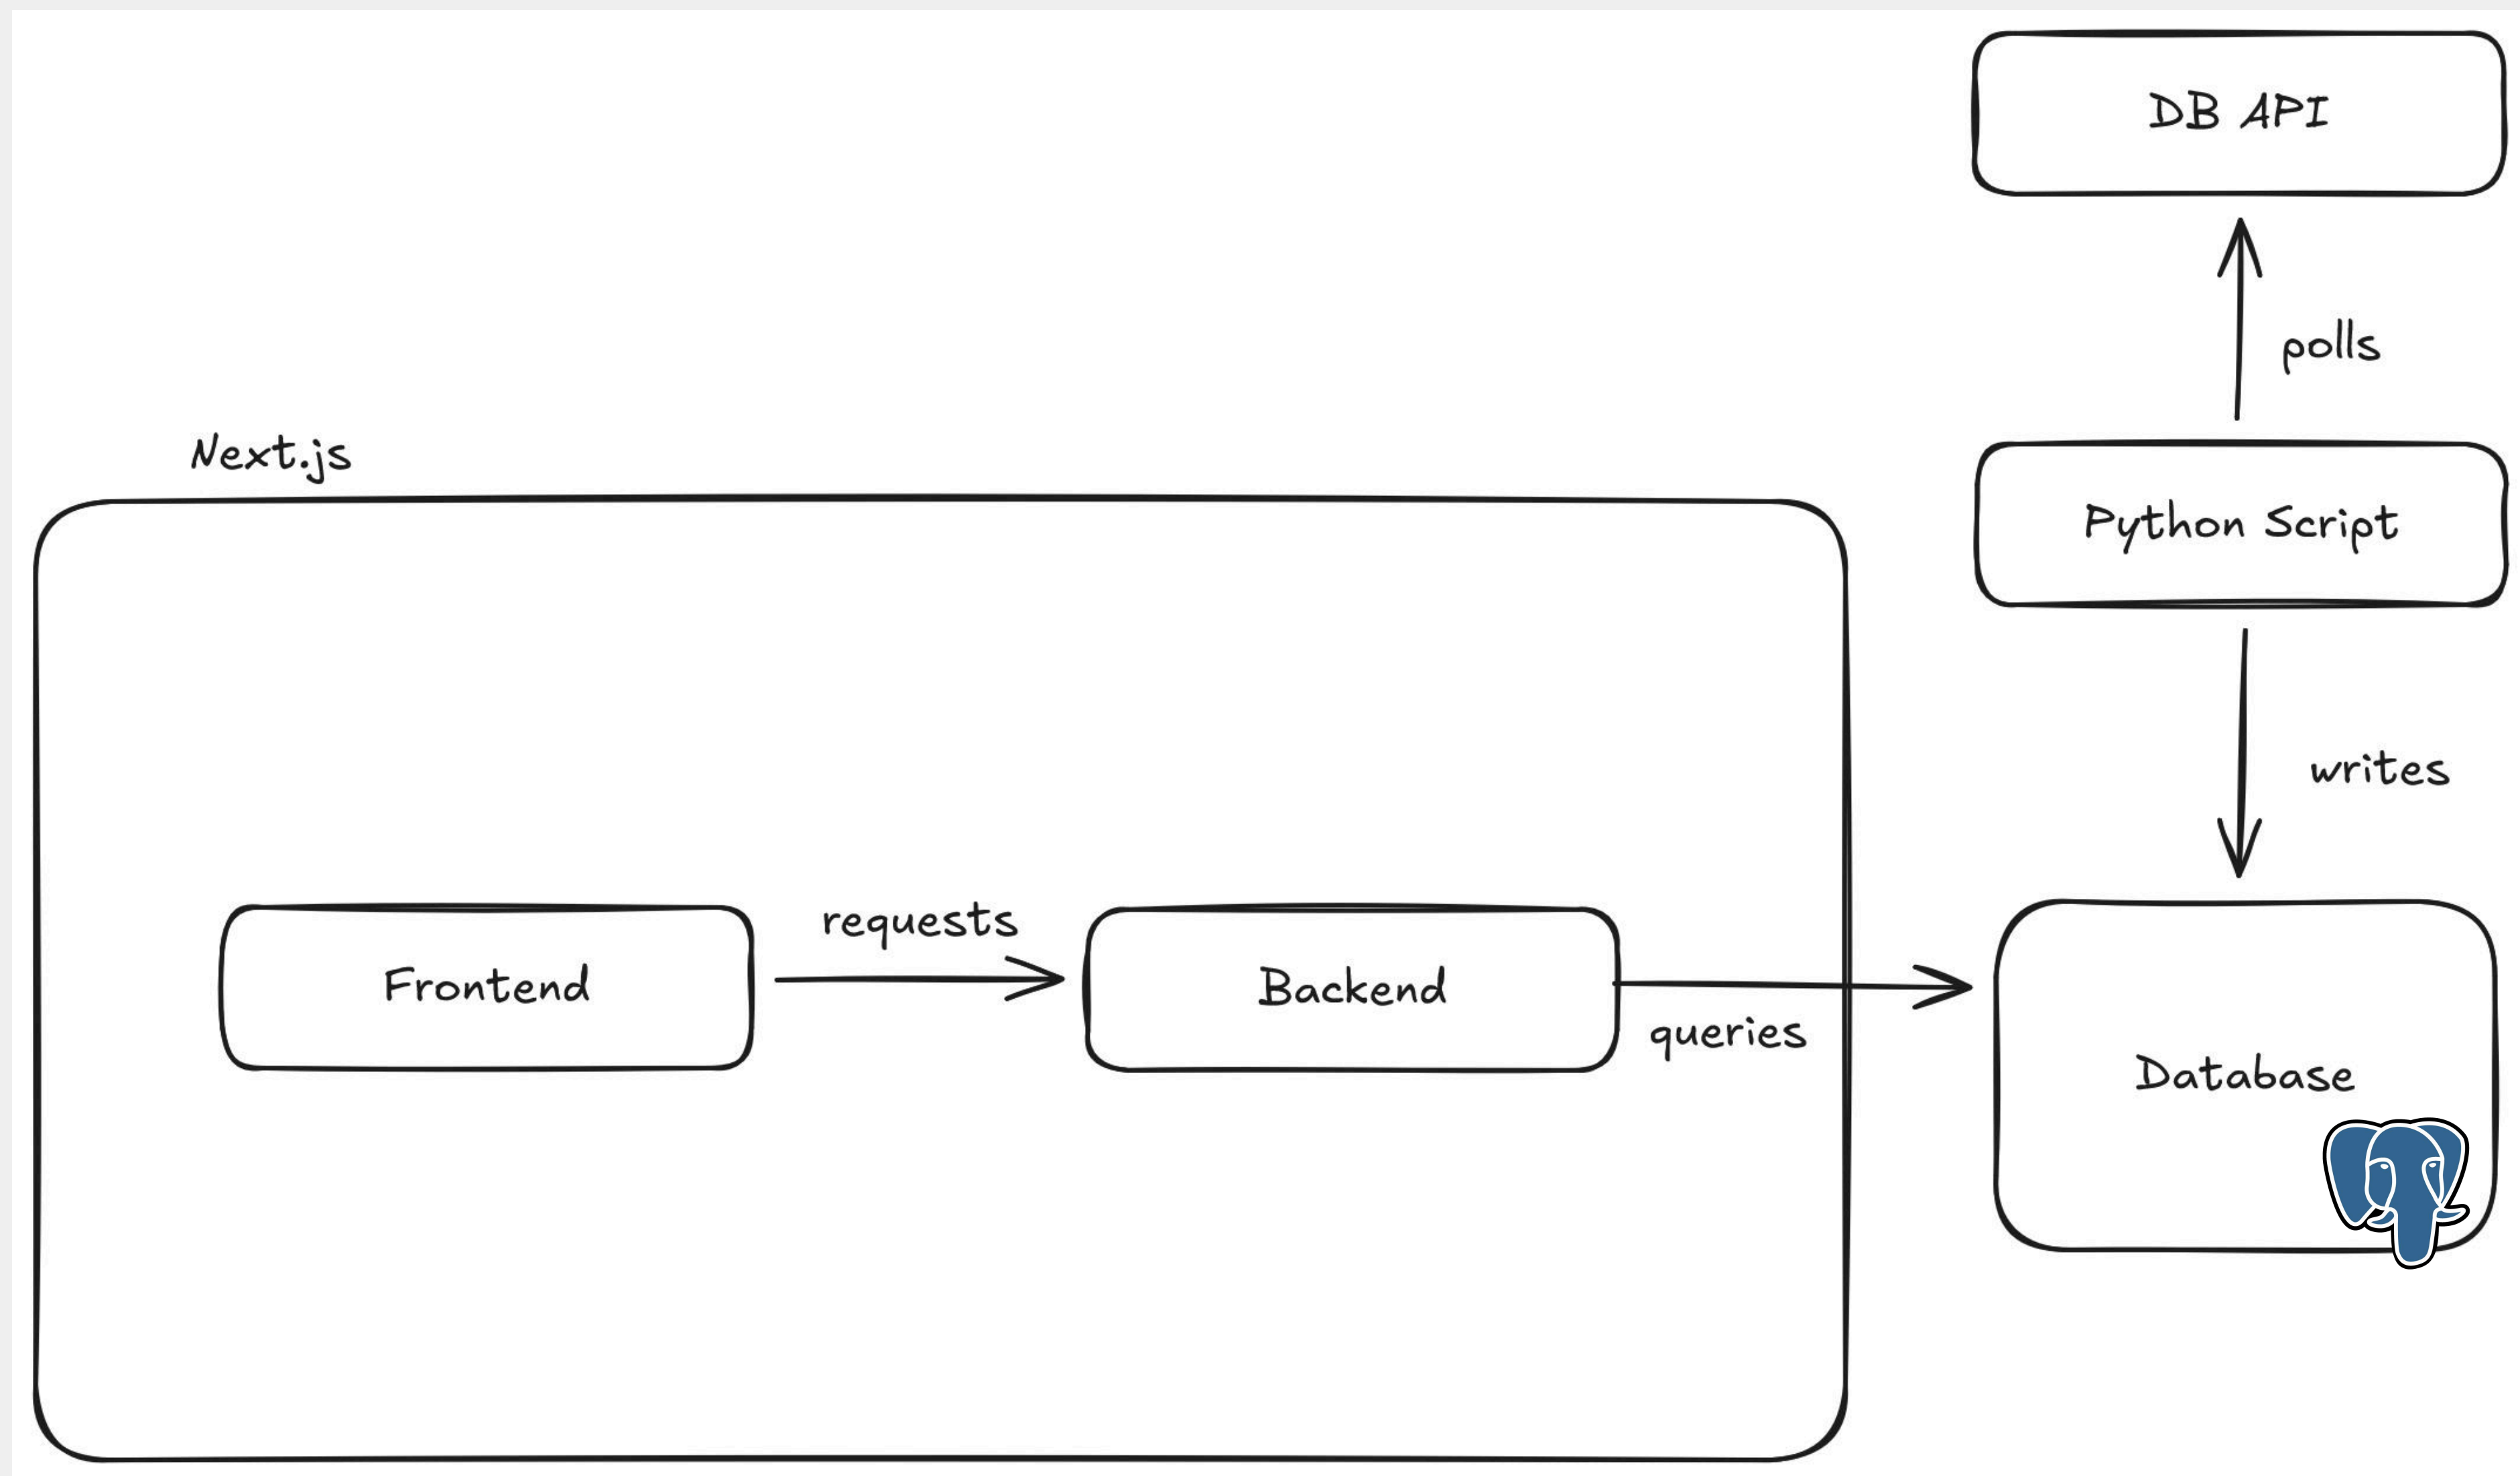 DB API
polls
Next.js
Python Script
writes
requests
Frontend
Backend
queries
Database